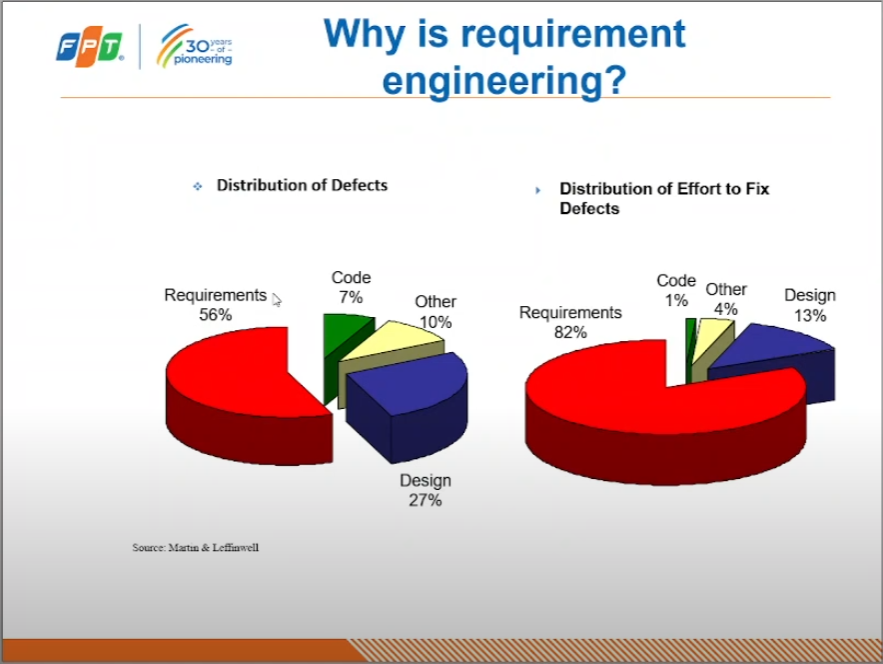 FPT
30 years
- of -
pioneering
Why is requirement
engineering?
Distribution of Defects
Requirements
56%
Code
7%
Other
10%
Design
27%
Distribution of Effort to Fix
Defects
Requirements
82%
Code
1%
Other
4%
Design
13%
Source: Martin & Leffinwell